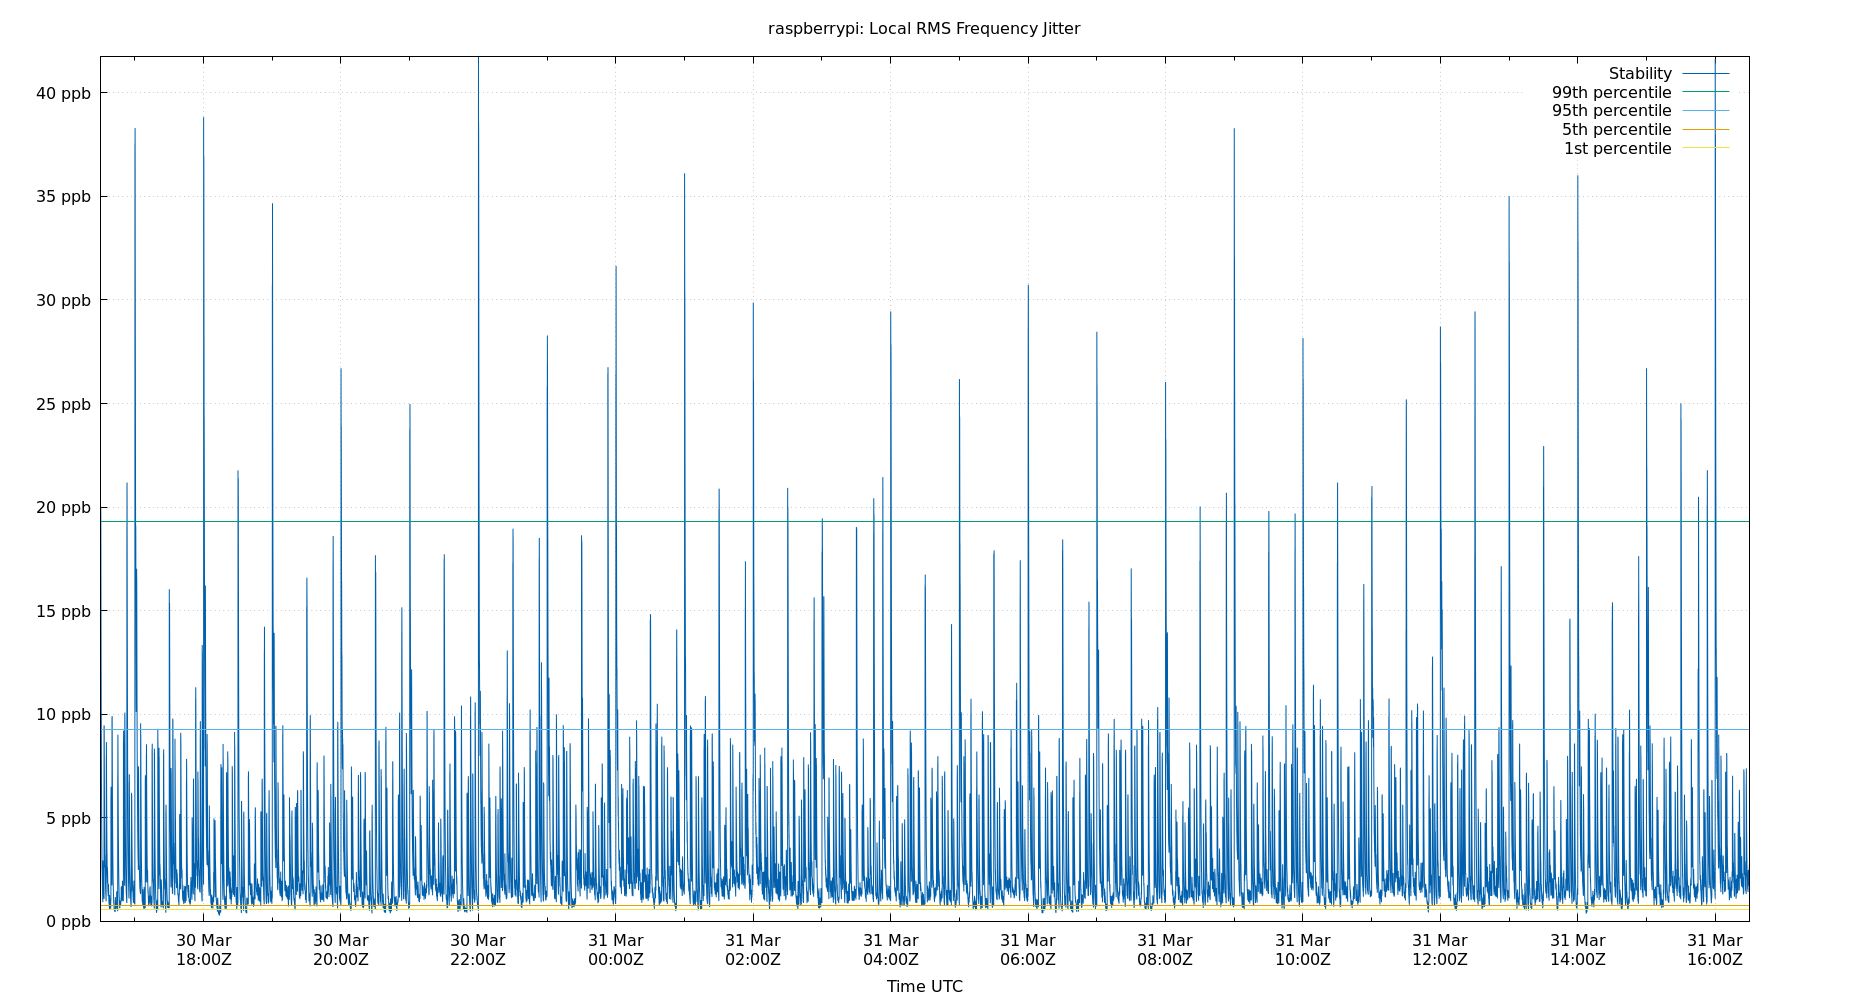 raspberrypi: Local RMS Frequency Jitter
Stability
99th percentile
95th percentile
5th percentile
1st percentile
40 ppb
35 ppb
30 ppb
25 ppb
20 ppb
15 ppb
10 ppb
5 ppb
0 ppb
30 Mar 30 Mar 30 Mar 31 Mar 31 Mar 31 Mar 31 Mar 31 Mar 31 Mar 31 Mar 31 Mar 31 Mar
18:00Z 20:00Z 22:00Z 00:00Z 02:00Z 04:00Z 06:00Z 08:00Z 10:00Z 12:00Z 14:00Z 16:00Z
Time UTC